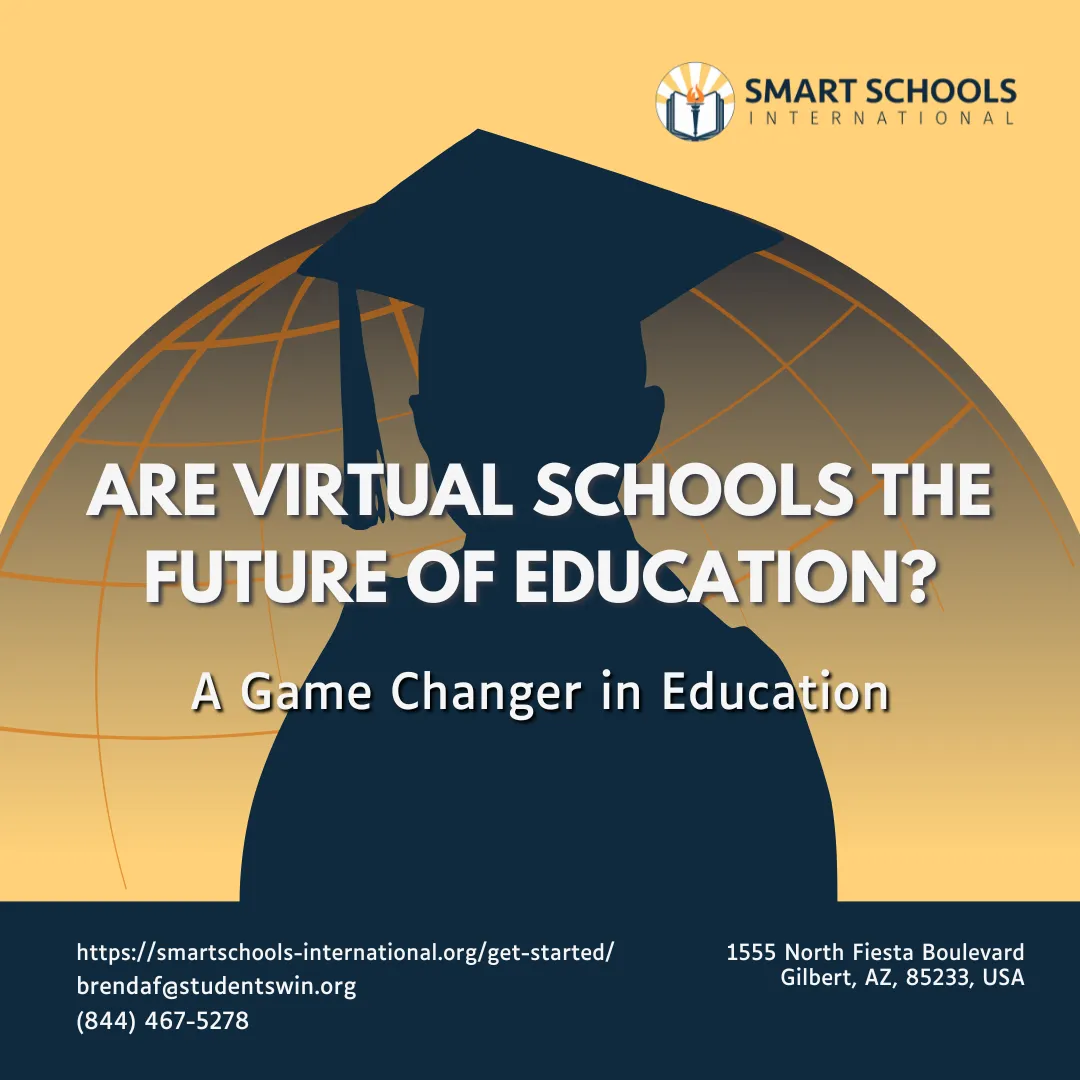 SMART SCHOOLS
INTERNATIONAL
ARE VIRTUAL SCHOOLS THE
FUTURE OF EDUCATION?
A Game Changer in Education
https://smartschools-international.org/get-started/
brendaf@studentswin.org
(844) 467-5278
1555 North Fiesta Boulevard
Gilbert, AZ, 85233, USA